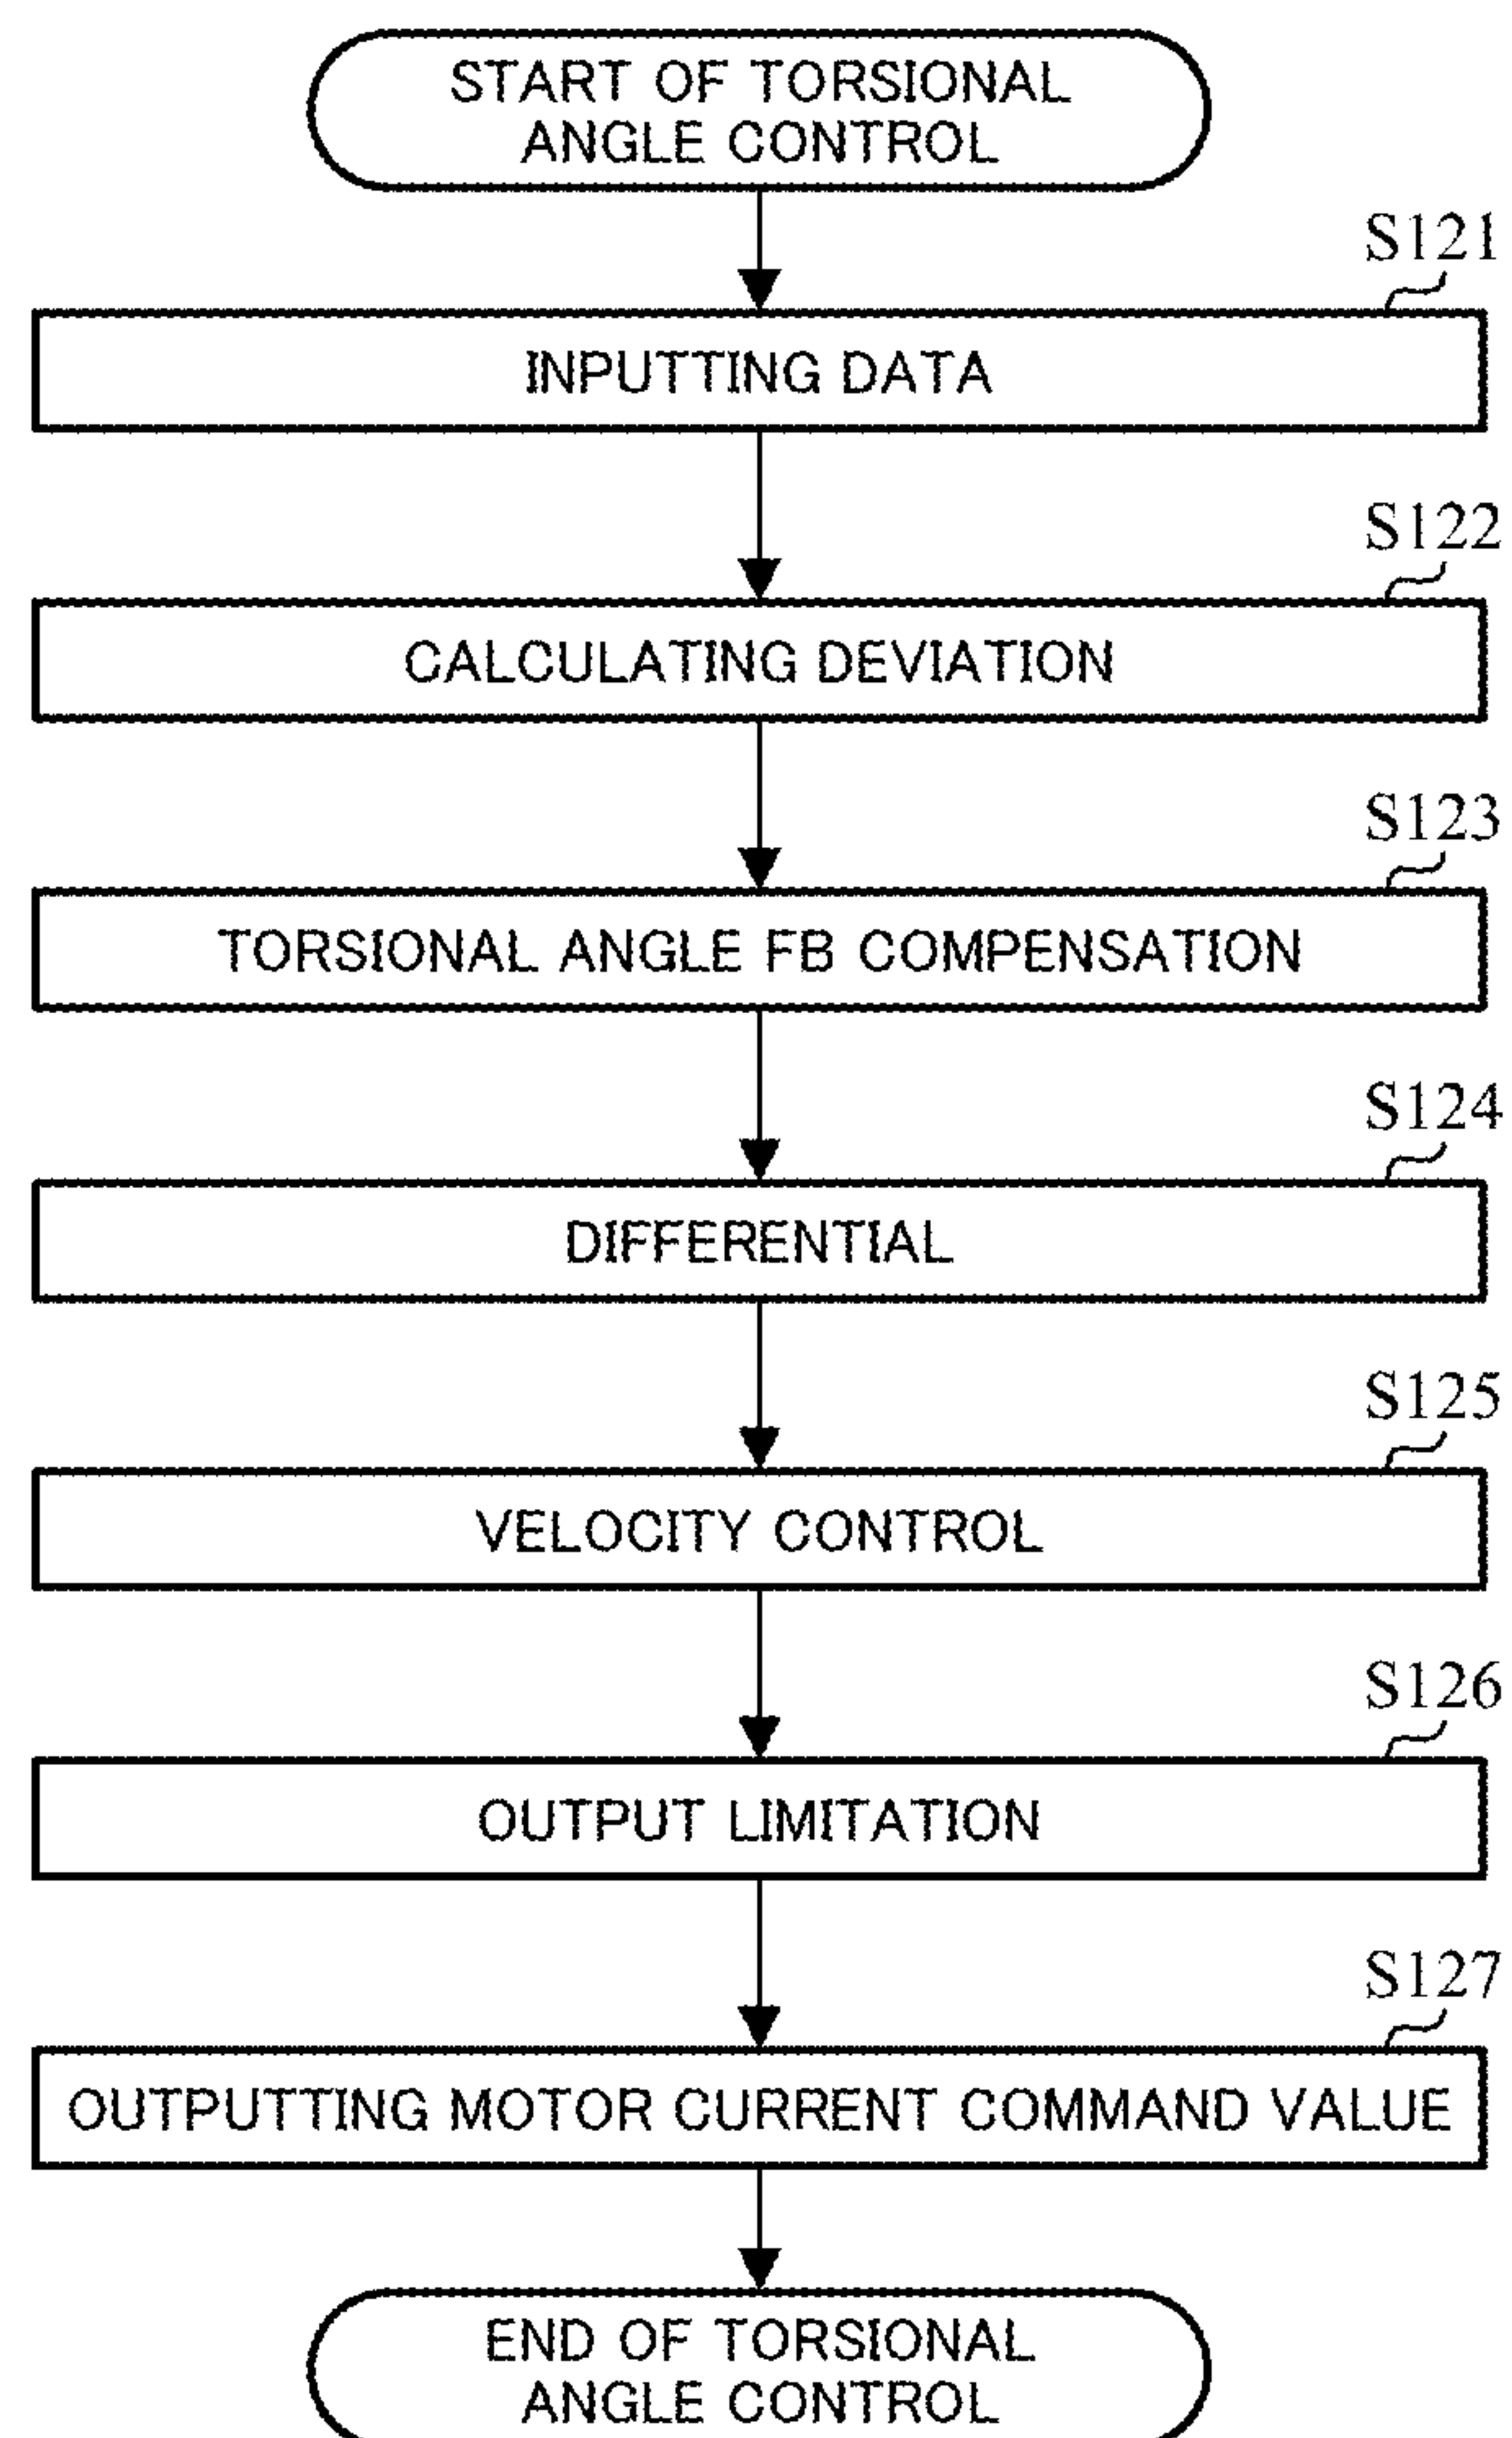 START OF TORSIONAL
ANGLE CONTROL
S121
INPUTTING DATA
S122
CALCULATING DEVIATION
S123
TORSIONAL ANGLE FB COMPENSATION
S124
DIFFERENTIAL
S125
VELOCITY CONTROL
S126
OUTPUT LIMITATION
S127
OUTPUTTING MOTOR CURRENT COMMAND VALUE
END OF TORSIONAL
ANGLE CONTROL